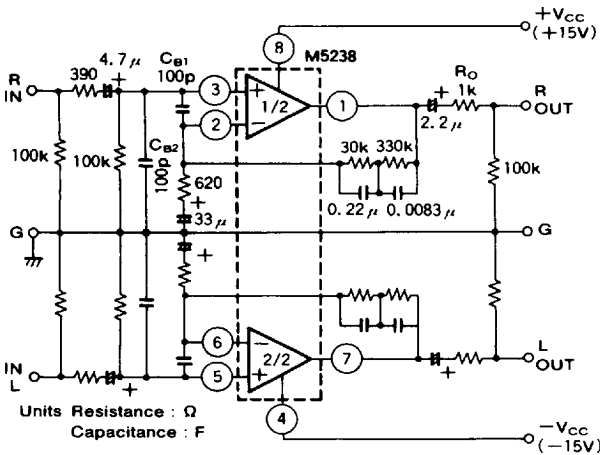 +VCC
(+15V)
8
M5238
CB1
100p
4.7μ
+
390
R
IN
3
+
1/2
2
−
1
+
2.2μ
RO
1k
R
OUT
100k
100k
CB2
100p
620
+
33μ
30k
330k
0.22μ
0.0083μ
100k
G
G
+
6
−
2/2
5
+
7
+
L
OUT
IN
L
+
4
Units Resistance : Ω
Capacitance : F
−VCC
(−15V)